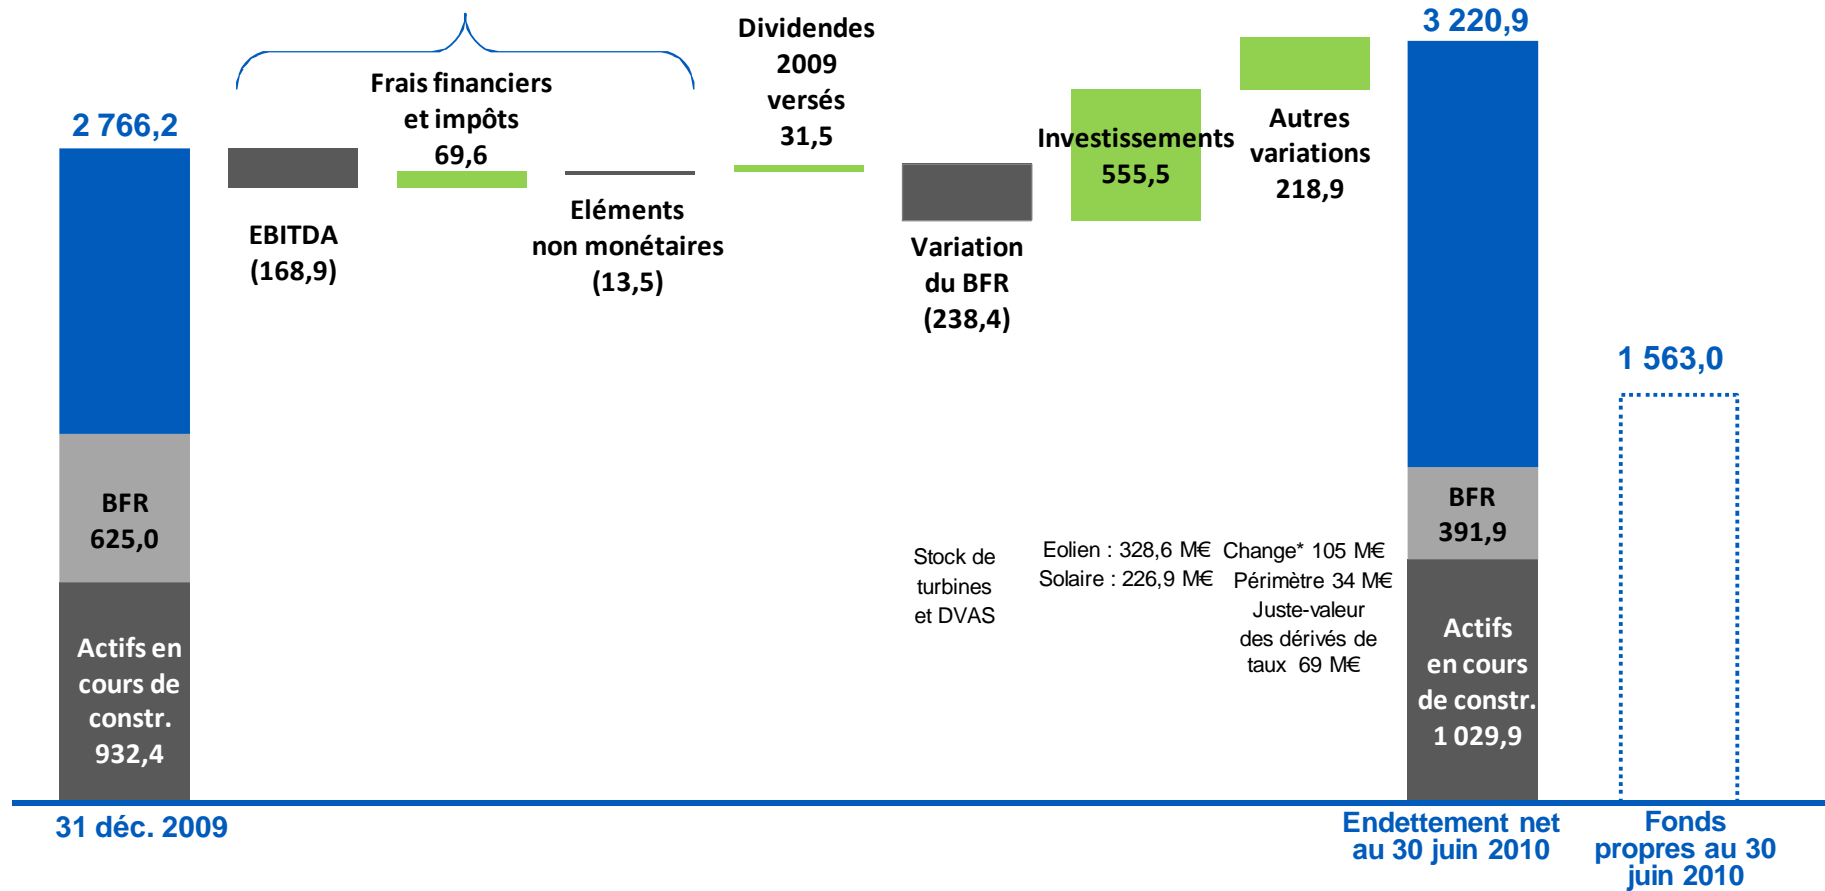 2 766,2
EBITDA
(168,9)
Frais financiers
et impôts
69,6
Eléments
non monétaires
(13,5)
Dividendes
2009
versés
31,5
Variation
du BFR
(238,4)
Investissements
555,5
Autres
variations
218,9
3 220,9
1 563,0
BFR
625,0
Actifs en
cours de
constr.
932,4
Stock de
turbines
et DVAS
Eolien : 328,6 M€
Solaire : 226,9 M€
Change* 105 M€
Périmètre 34 M€
Juste-valeur
des dérivés de
taux 69 M€
BFR
391,9
Actifs
en cours
de constr.
1 029,9
31 déc. 2009
Endettement net
au 30 juin 2010
Fonds
propres au 30
juin 2010